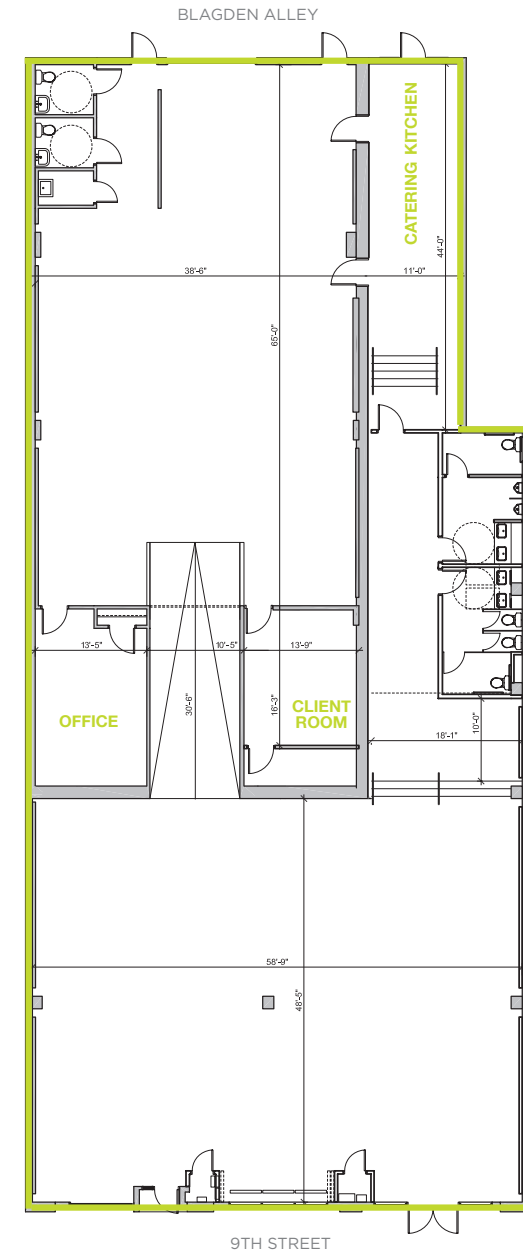 BLAGDEN ALLEY
CATERING KITCHEN
44'-0"
38'-6"
11'-0"
65'-0"
13'-5"
10'-5"
13'-9"
30'-6"
16'-3"
OFFICE
CLIENT
ROOM
10'-0"
18'-1"
58'-9"
48'-5"
9TH STREET